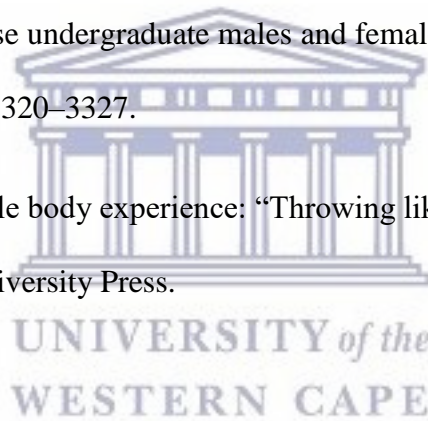 se undergraduate males and femal
320–3327.
le body experience: “Throwing lik
iversity Press.
UNIVERSITY of the
WESTERN CAPE